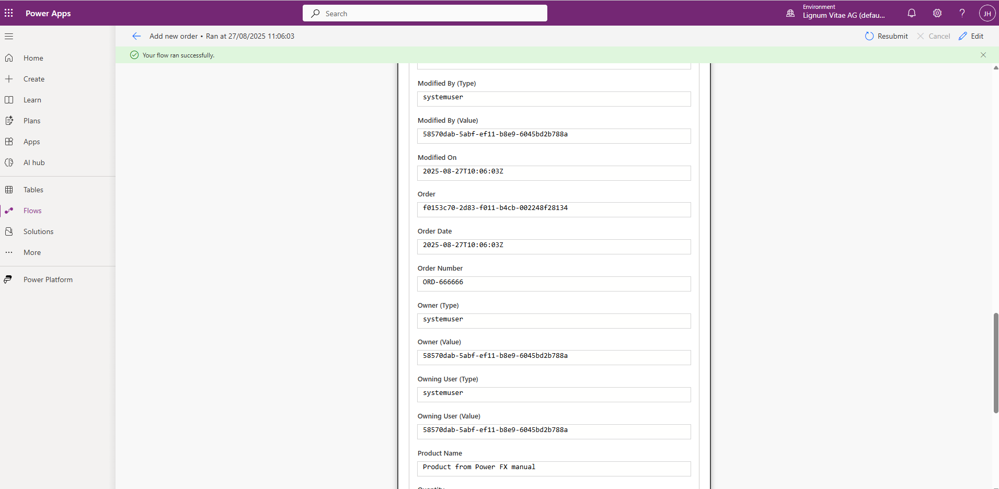 Power Apps
Search
Environment
Lignum Vitae AG (defau...
JH
Add new order • Ran at 27/08/2025 11:06:03
Resubmit
Cancel
Edit
Your flow ran successfully.
Home
Create
Learn
Plans
Apps
AI hub
Tables
Flows
Solutions
More
Power Platform
Modified By (Type)
systemuser
Modified By (Value)
58570dab-5abf-ef11-b8e9-6045bd2b788a
Modified On
2025-08-27T10:06:03Z
Order
f0153c70-2d83-f011-b4cb-002248f28134
Order Date
2025-08-27T10:06:03Z
Order Number
ORD-666666
Owner (Type)
systemuser
Owner (Value)
58570dab-5abf-ef11-b8e9-6045bd2b788a
Owning User (Type)
systemuser
Owning User (Value)
58570dab-5abf-ef11-b8e9-6045bd2b788a
Product Name
Product from Power FX manual
Quantity